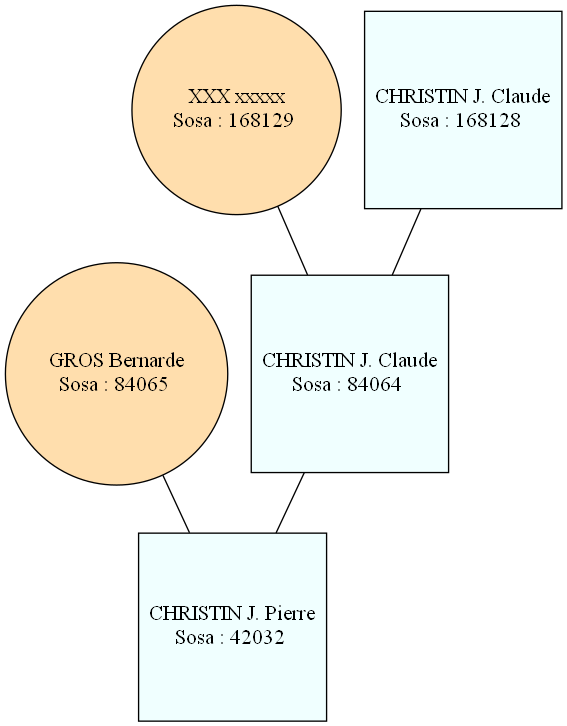 XXX xxxxx
Sosa : 168129
CHRISTIN J. Claude
Sosa : 168128
GROS Bernarde
Sosa : 84065
CHRISTIN J. Claude
Sosa : 84064
CHRISTIN J. Pierre
Sosa : 42032